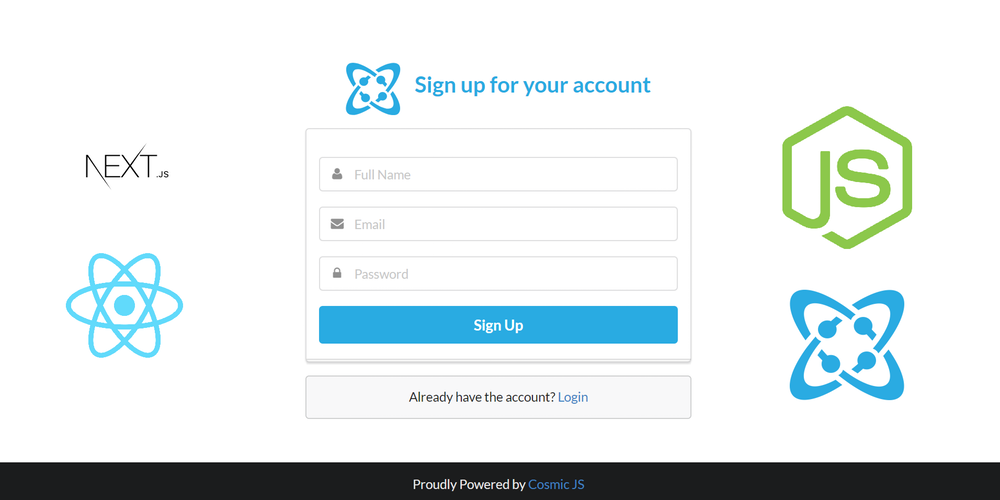 Sign up for your account
NEXT.JS
JS
Full Name
Email
Password
Sign Up
Already have the account? Login
Proudly Powered by Cosmic JS